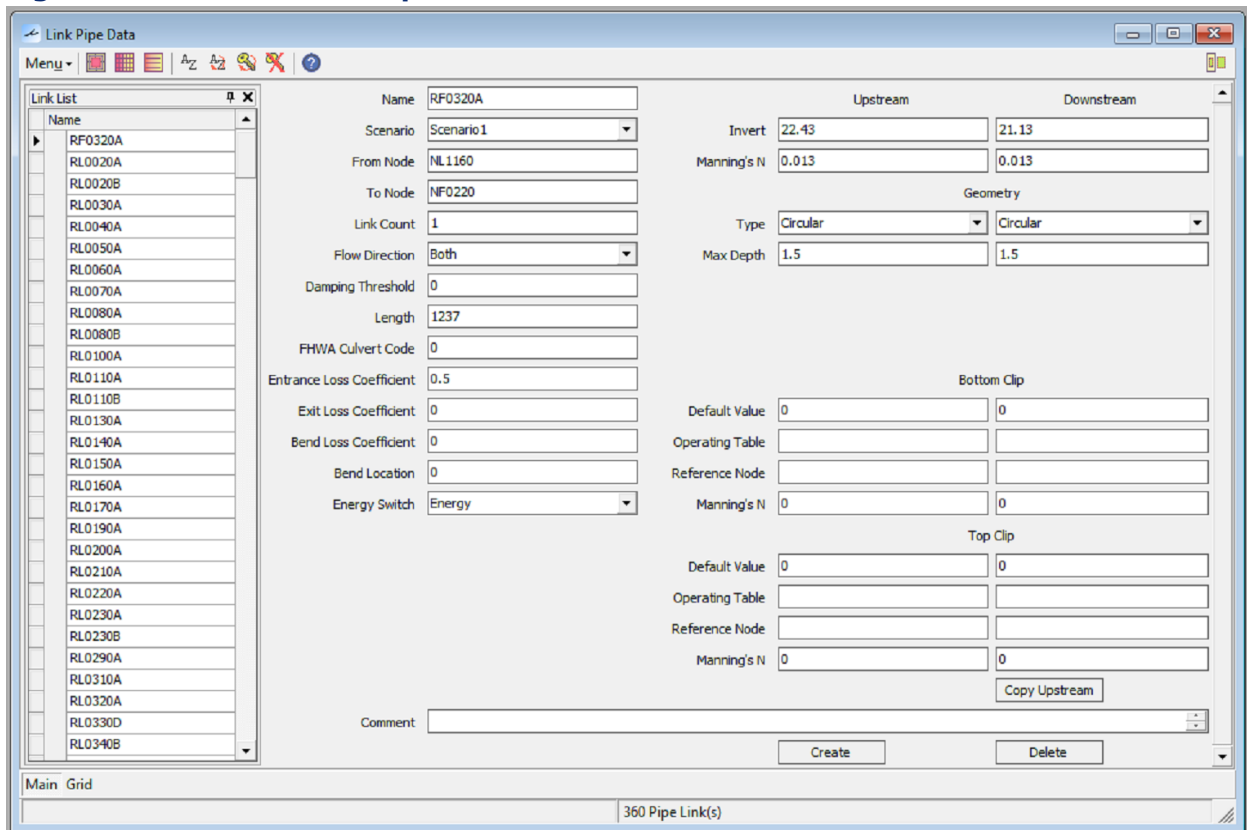 Link Pipe Data
Menu
Link List
Name
RF0320A
RL0020A
RL0020B
RL0030A
RL0040A
RL0050A
RL0060A
RL0070A
RL0080A
RL0080B
RL0100A
RL0110A
RL0110B
RL0130A
RL0140A
RL0150A
RL0160A
RL0170A
RL0190A
RL0200A
RL0210A
RL0220A
RL0230A
RL0230B
RL0290A
RL0310A
RL0320A
RL0330D
RL0340B
Name RF0320A
Scenario Scenario1
From Node NL1160
To Node NF0220
Link Count 1
Flow Direction Both
Damping Threshold 0
Length 1237
FHWA Culvert Code 0
Entrance Loss Coefficient 0.5
Exit Loss Coefficient 0
Bend Loss Coefficient 0
Bend Location 0
Energy Switch Energy
Upstream Downstream
Invert 22.43 21.13
Manning's N 0.013 0.013
Geometry
Type Circular Circular
Max Depth 1.5 1.5
Bottom Clip
Default Value 0 0
Operating Table
Reference Node
Manning's N 0 0
Top Clip
Default Value 0 0
Operating Table
Reference Node
Manning's N 0 0
Copy Upstream
Comment
Create Delete
Main Grid
360 Pipe Link(s)